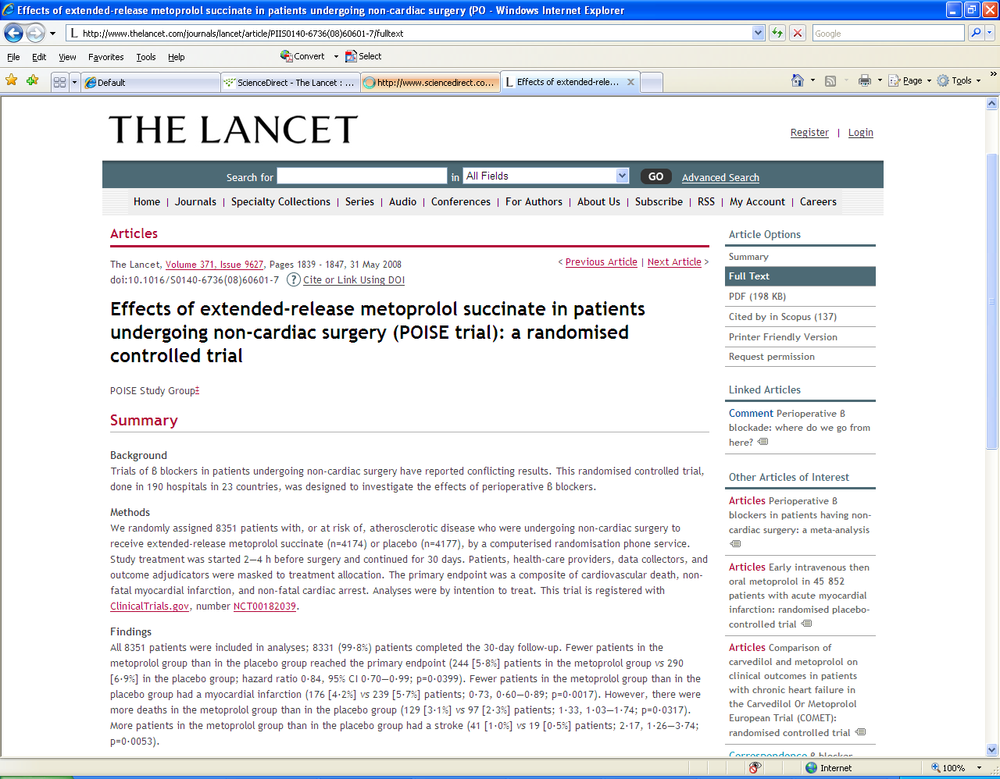 Effects of extended-release metoprolol succinate in patients undergoing non-cardiac surgery (PO - Windows Internet Explorer
http://www.thelancet.com/journals/lancet/article/PIIS0140-6736(08)60601-7/fulltext
Google
File Edit View Favorites Tools Help Convert Select
Default
ScienceDirect - The Lancet : ...
http://www.sciencedirect.co...
Effects of extended-rele...
Page Tools
THE LANCET
Register | Login
Search for in All Fields GO Advanced Search
Home | Journals | Specialty Collections | Series | Audio | Conferences | For Authors | About Us | Subscribe | RSS | My Account | Careers
Articles
The Lancet, Volume 371, Issue 9627, Pages 1839 - 1847, 31 May 2008
< Previous Article | Next Article >
doi:10.1016/S0140-6736(08)60601-7 ? Cite or Link Using DOI
Effects of extended-release metoprolol succinate in patients
undergoing non-cardiac surgery (POISE trial): a randomised
controlled trial
POISE Study Group‡
Summary
Background
Trials of β blockers in patients undergoing non-cardiac surgery have reported conflicting results. This randomised controlled trial,
done in 190 hospitals in 23 countries, was designed to investigate the effects of perioperative β blockers.
Methods
We randomly assigned 8351 patients with, or at risk of, atherosclerotic disease who were undergoing non-cardiac surgery to
receive extended-release metoprolol succinate (n=4174) or placebo (n=4177), by a computerised randomisation phone service.
Study treatment was started 2—4 h before surgery and continued for 30 days. Patients, health-care providers, data collectors, and
outcome adjudicators were masked to treatment allocation. The primary endpoint was a composite of cardiovascular death, non-
fatal myocardial infarction, and non-fatal cardiac arrest. Analyses were by intention to treat. This trial is registered with
ClinicalTrials.gov, number NCT00182039.
Findings
All 8351 patients were included in analyses; 8331 (99·8%) patients completed the 30-day follow-up. Fewer patients in the
metoprolol group than in the placebo group reached the primary endpoint (244 [5·8%] patients in the metoprolol group vs 290
[6·9%] in the placebo group; hazard ratio 0·84, 95% CI 0·70—0·99; p=0·0399). Fewer patients in the metoprolol group than in the
placebo group had a myocardial infarction (176 [4·2%] vs 239 [5·7%] patients; 0·73, 0·60—0·89; p=0·0017). However, there were
more deaths in the metoprolol group than in the placebo group (129 [3·1%] vs 97 [2·3%] patients; 1·33, 1·03—1·74; p=0·0317).
More patients in the metoprolol group than in the placebo group had a stroke (41 [1·0%] vs 19 [0·5%] patients; 2·17, 1·26—3·74;
p=0·0053).
Article Options
Summary
Full Text
PDF (198 KB)
Cited by in Scopus (137)
Printer Friendly Version
Request permission
Linked Articles
Comment Perioperative β
blockade: where do we go from
here?
Other Articles of Interest
Articles Perioperative β
blockers in patients having non-
cardiac surgery: a meta-analysis
Articles Early intravenous then
oral metoprolol in 45 852
patients with acute myocardial
infarction: randomised placebo-
controlled trial
Articles Comparison of
carvedilol and metoprolol on
clinical outcomes in patients
with chronic heart failure in
the Carvedilol Or Metoprolol
European Trial (COMET):
randomised controlled trial
Correspondence β blocker
Internet 100%